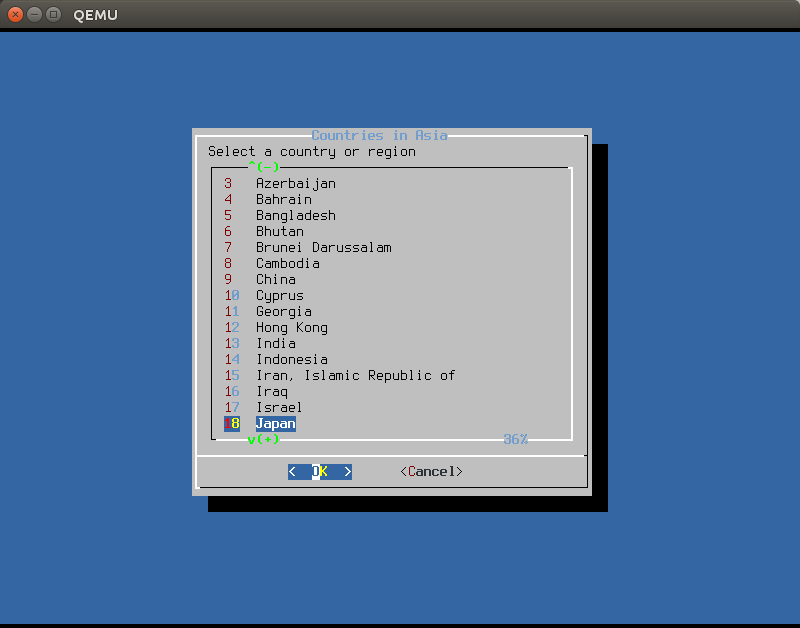 QEMU
Countries in Asia
Select a country or region
^(-)
3 Azerbaijan
4 Bahrain
5 Bangladesh
6 Bhutan
7 Brunei Darussalam
8 Cambodia
9 China
10 Cyprus
11 Georgia
12 Hong Kong
13 India
14 Indonesia
15 Iran, Islamic Republic of
16 Iraq
17 Israel
18 Japan
v(+) 36%
< OK > <Cancel>